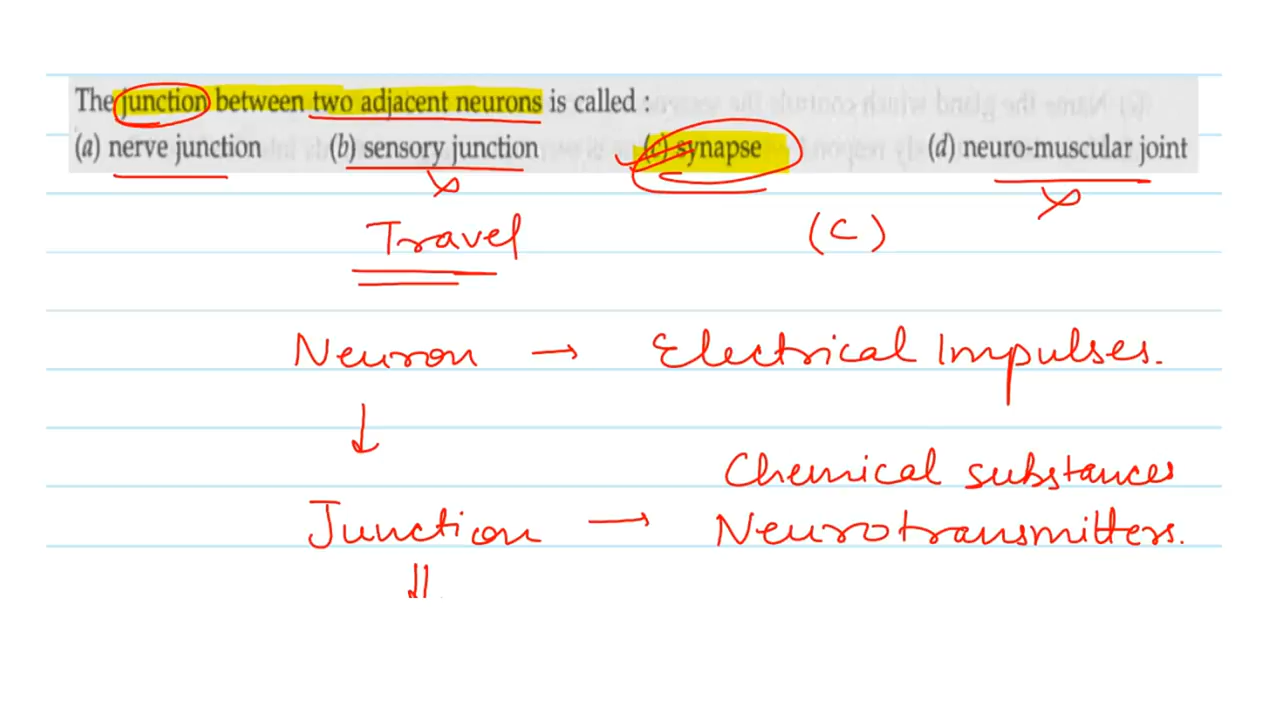 The junction between two adjacent neurons is called :
(a) nerve junction (b) sensory junction (c) synapse (d) neuro-muscular joint
Travel (C)
Neuron → Electrical Impulses.
↓
Chemical substances
Junction → Neurotransmitters.
⇓